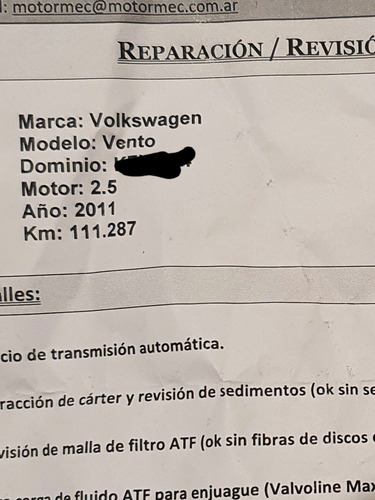 : motormec@motormec.com.ar
REPARACIÓN / REVISIÓ
Marca: Volkswagen
Modelo: Vento
Dominio:
Motor: 2.5
Año: 2011
Km: 111.287
lles:
cio de transmisión automática.
racción de cárter y revisión de sedimentos (ok sin se
visión de malla de filtro ATF (ok sin fibras de discos
carga de fluido ATF para enjuague (Valvoline Max